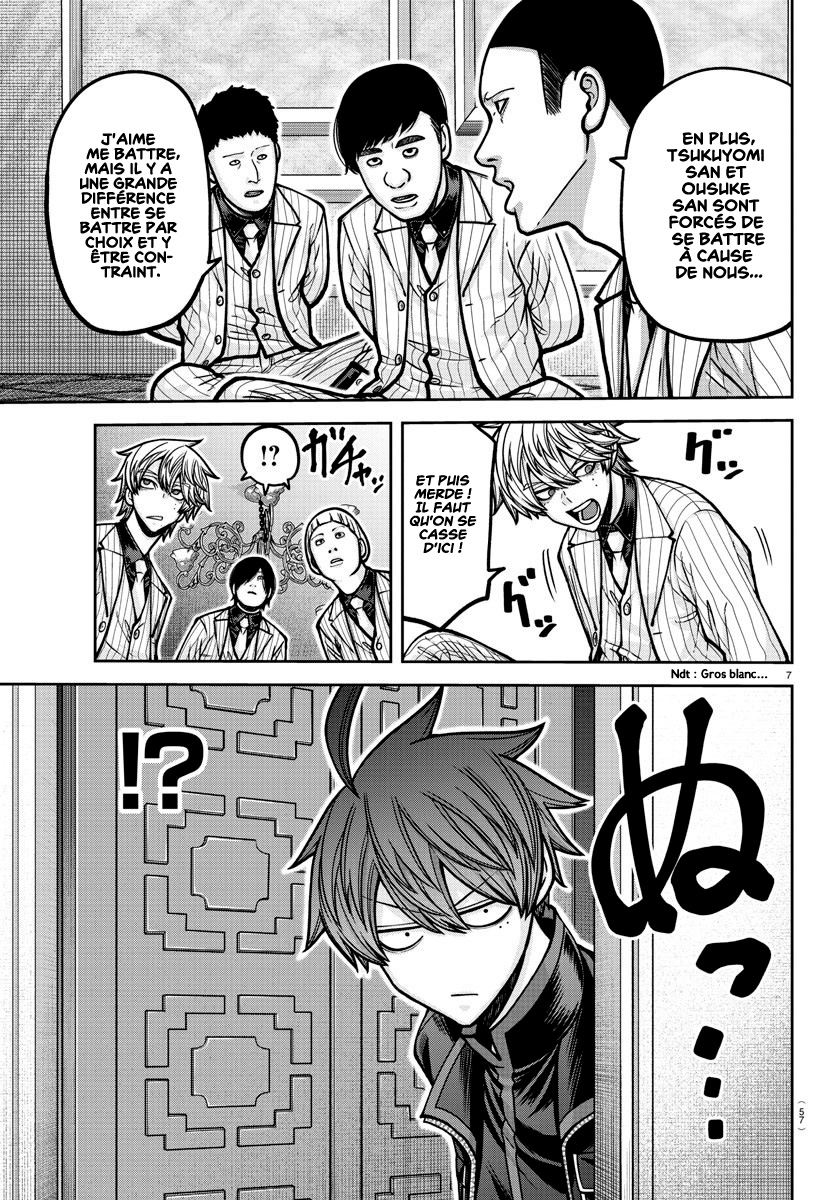 EN PLUS,
TSUKUYOMI
SAN ET
OUSUKE
SAN SONT
FORCÉS DE
SE BATTRE
À CAUSE
DE NOUS...
J'AIME
ME BATTRE,
MAIS IL Y A
UNE GRANDE
DIFFÉRENCE
ENTRE SE
BATTRE PAR
CHOIX ET Y
ÊTRE CON-
TRAINT.
グッ
グッ
ET PUIS
MERDE !
IL FAUT
QU'ON SE
CASSE
D'ICI !
ガチャッ
!?
Ndt : Gros blanc...
7
ぬっ…
!?
(57)